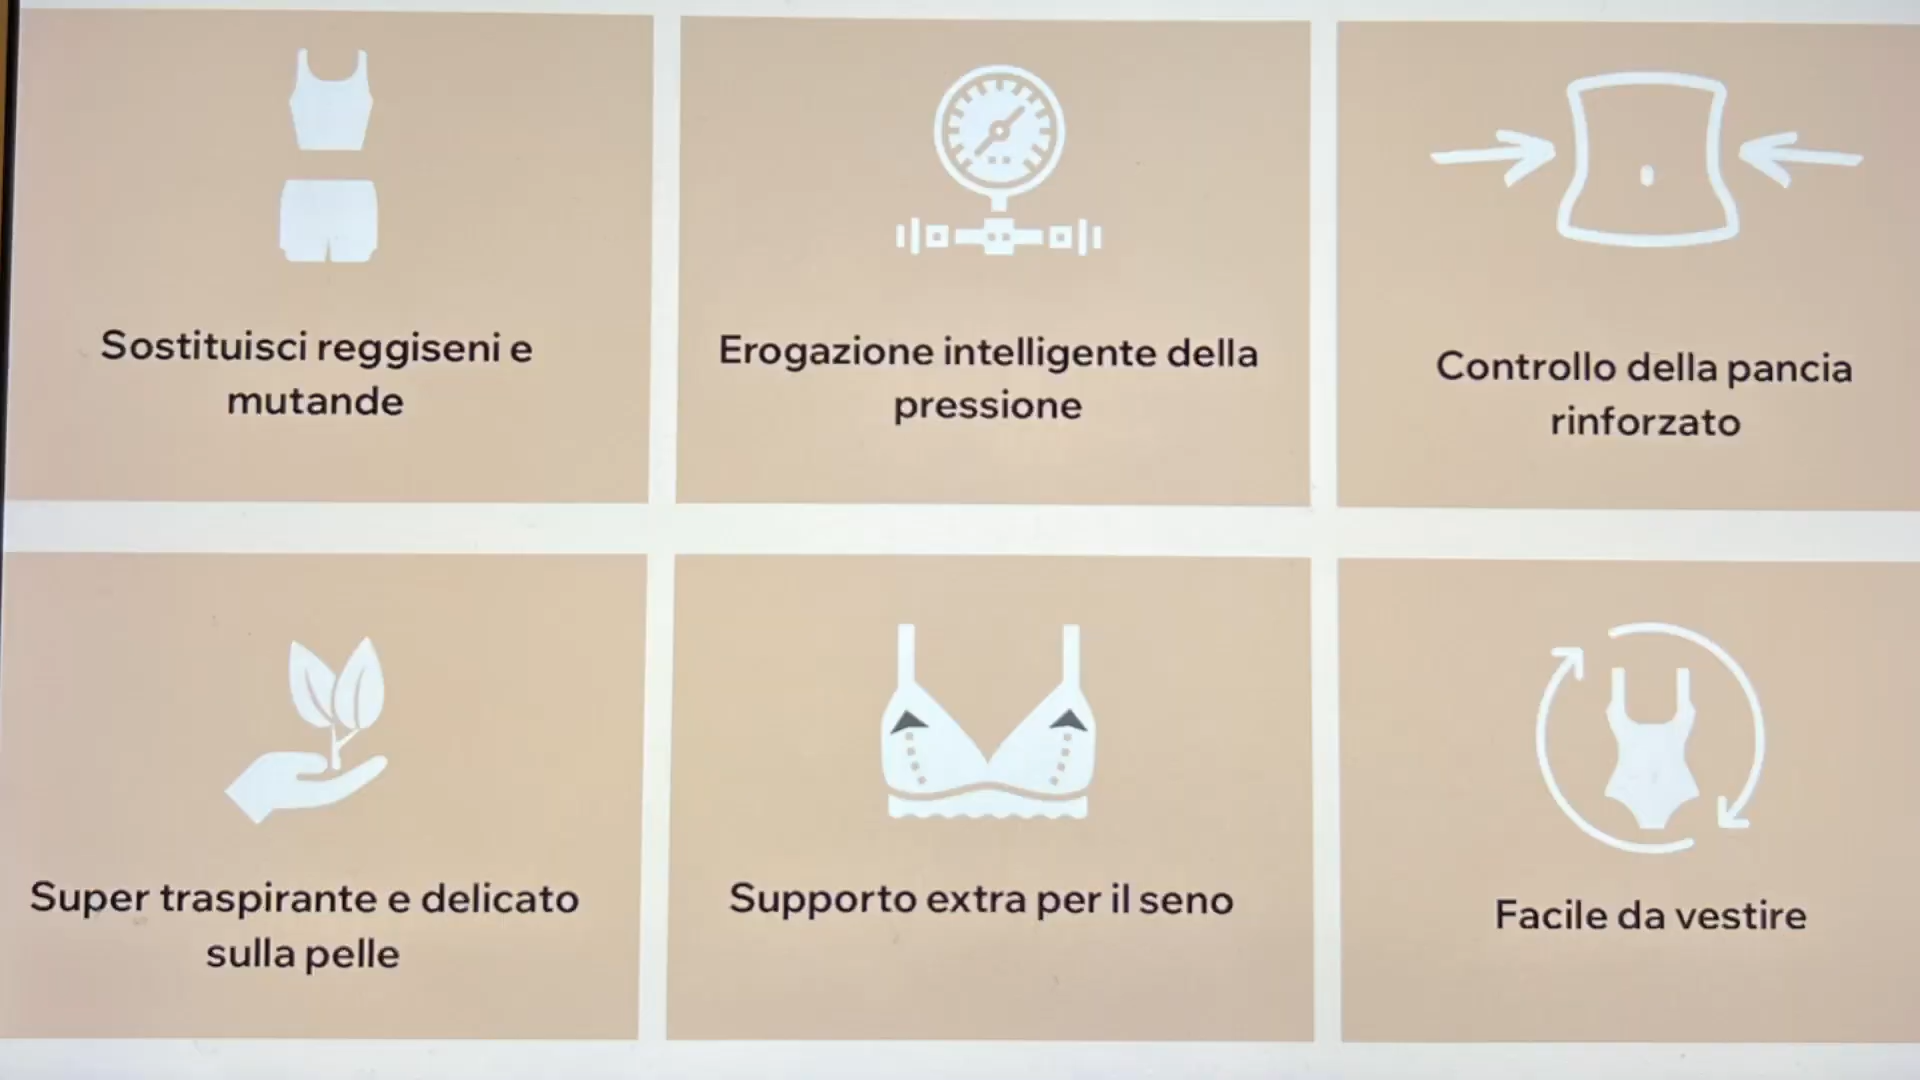 Sostituisci reggiseni e
mutande
Erogazione intelligente della
pressione
Controllo della pancia
rinforzato
Super traspirante e delicato
sulla pelle
Supporto extra per il seno
Facile da vestire